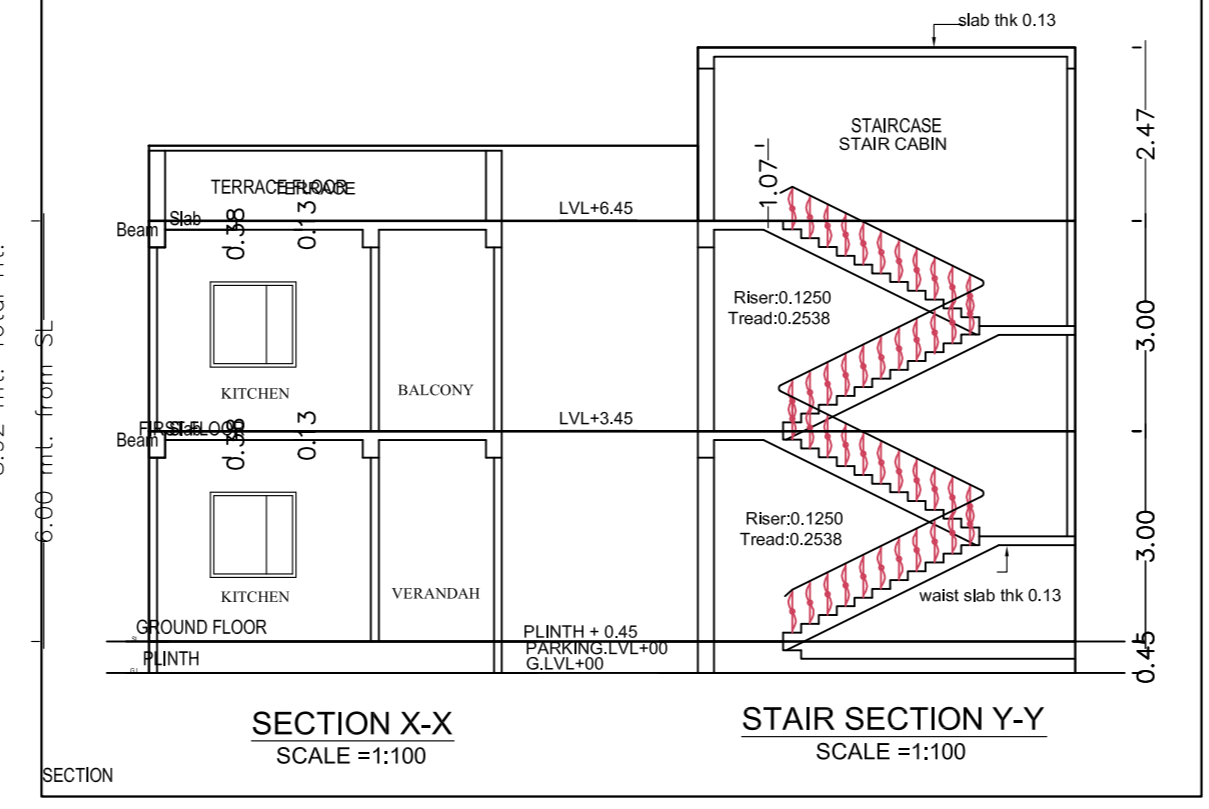 slab thk 0.13
2.47
STAIRCASE
STAIR CABIN
1.07
TERRACE FLOOR
TERRACE
LVL+6.45
Slab
Beam
0.38
0.13
Riser:0.1250
Tread:0.2538
3.00
KITCHEN
BALCONY
LVL+3.45
FIRST FLOOR
Slab
Beam
0.38
0.13
6.00 mt. from SL
Riser:0.1250
Tread:0.2538
3.00
KITCHEN
VERANDAH
waist slab thk 0.13
GROUND FLOOR
PLINTH + 0.45
PARKING.LVL+00
G.LVL+00
PLINTH
0.45
SECTION X-X
SCALE =1:100
STAIR SECTION Y-Y
SCALE =1:100
SECTION